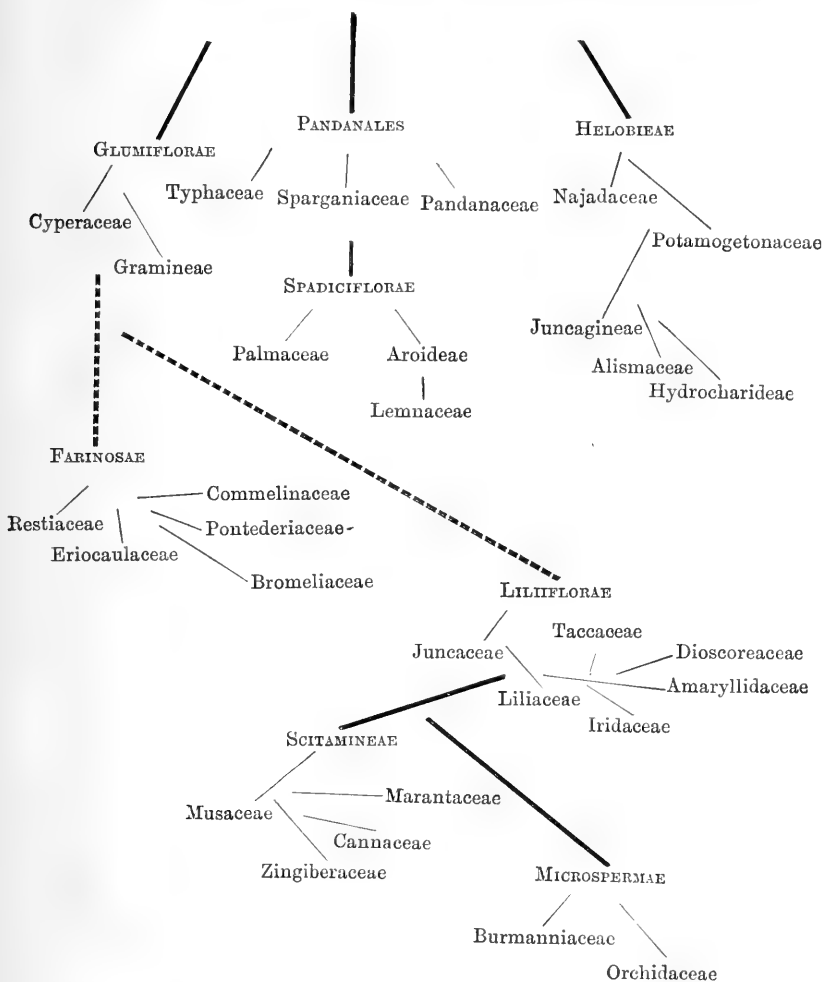 PANDANALES
HELOBIEAE
GLUMIFLORAE
Typhaceae
Sparganiaceae
Pandanaceae
Najadaceae
Cyperaceae
Potamogetonaceae
Gramineae
SPADICIFLORAE
Juncagineae
Palmaceae
Aroideae
Alismaceae
Hydrocharideae
Lemnaceae
FARINOSAE
Commelinaceae
Restiaceae
Pontederiaceae-
Eriocaulaceae
Bromeliaceae
LILIIFLORAE
Taccaceae
Juncaceae
Dioscoreaceae
Amaryllidaceae
Liliaceae
Iridaceae
SCITAMINEAE
Marantaceae
Musaceae
Cannaceae
Zingiberaceae
MICROSPERMAE
Burmanniaceae
Orchidaceae